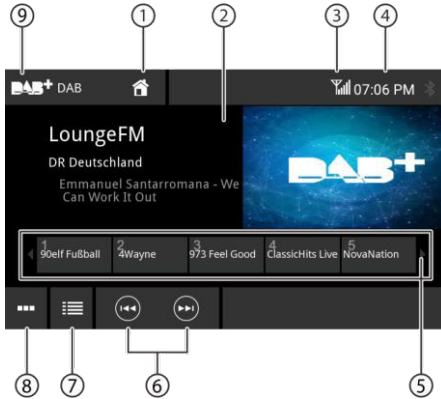 ⑨ ① ② ③ ④
DAB+ DAB 07:06 PM
LoungeFM
DR Deutschland
Emmanuel Santarromana - We
Can Work It Out
DAB+
1 2 3 4 5
90elf Fußball 4Wayne 973 Feel Good ClassicHits Live NovaNation
⑧ ⑦ ⑥ ⑤